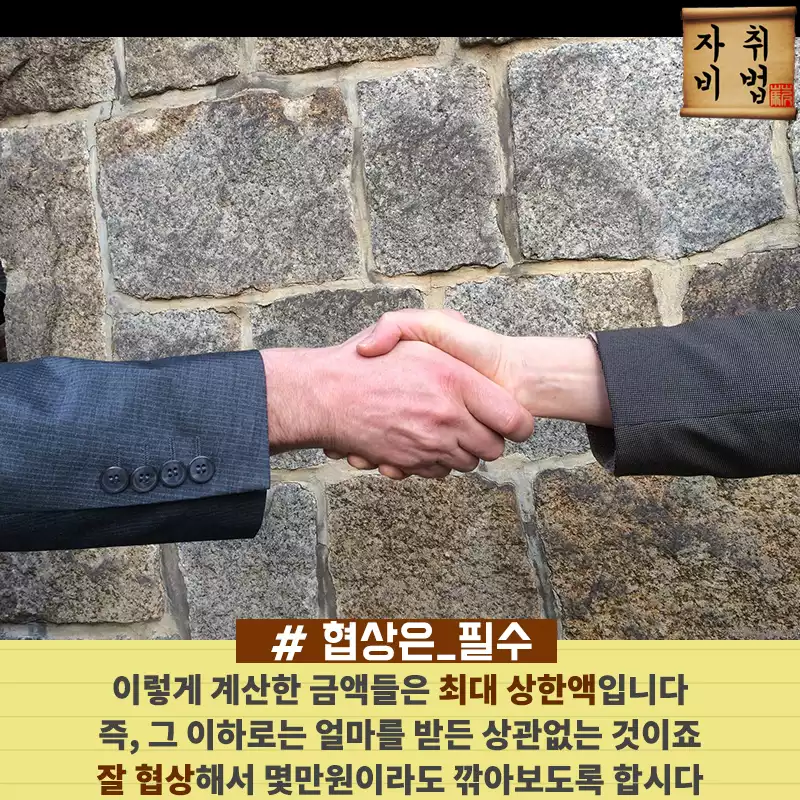 자취
비법
# 협상은_필수
이렇게 계산한 금액들은 최대 상한액입니다
즉, 그 이하로는 얼마를 받든 상관없는 것이죠
잘 협상해서 몇만원이라도 깎아보도록 합시다